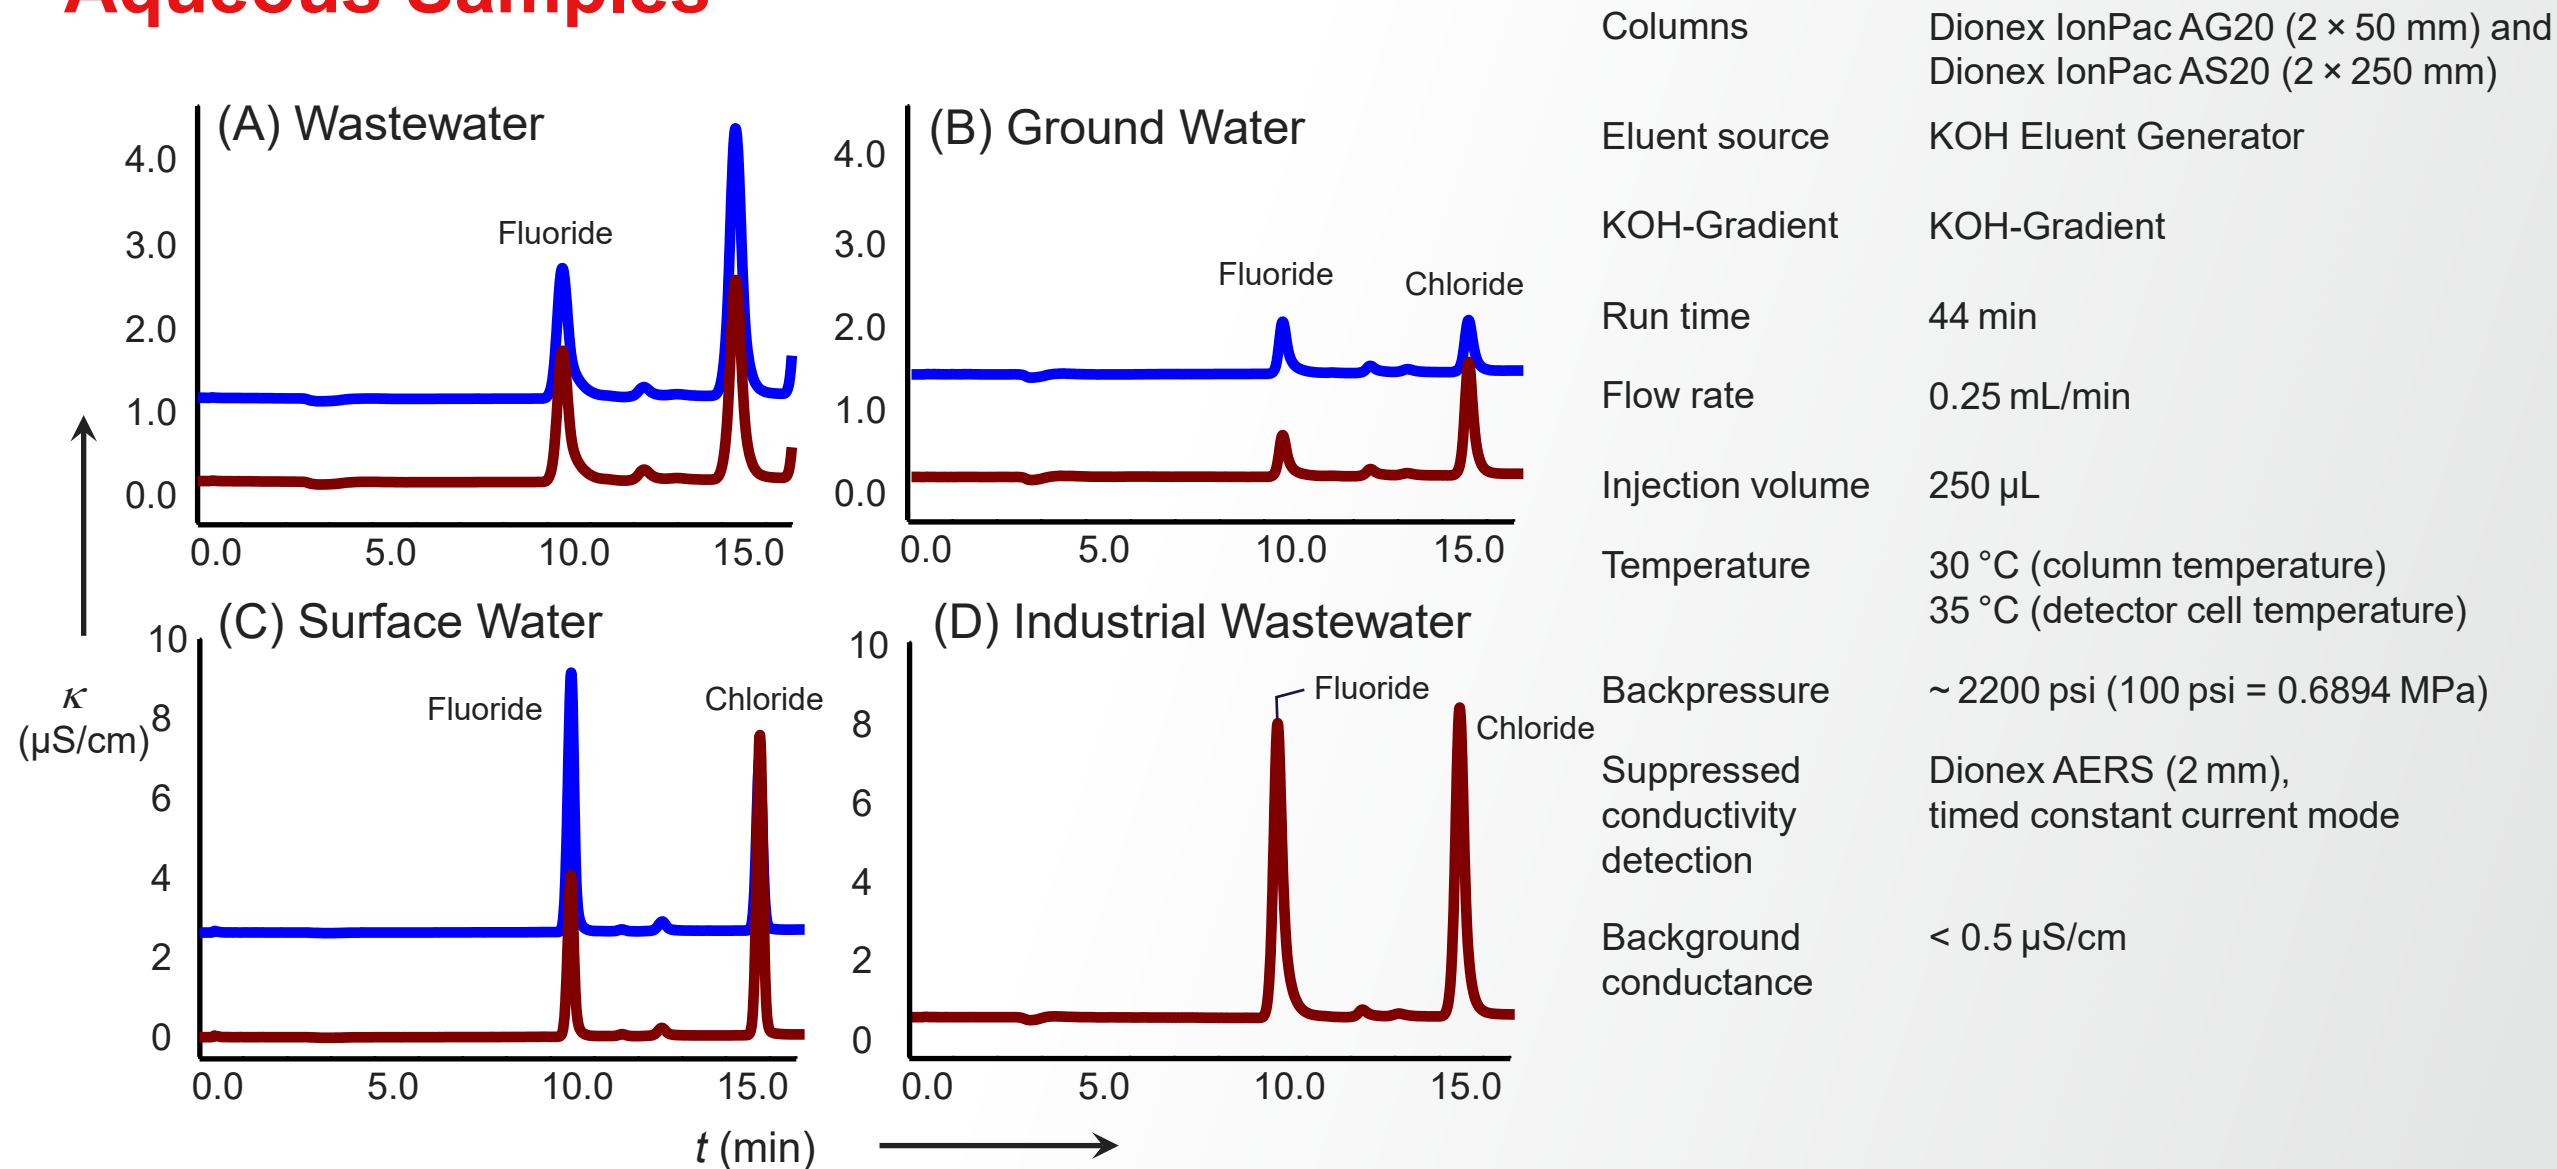 Aqueous Samples
(A) Wastewater
4.0
3.0
2.0
1.0
0.0
Fluoride
0.0 5.0 10.0 15.0
(B) Ground Water
4.0
3.0
2.0
1.0
0.0
Fluoride
Chloride
0.0 5.0 10.0 15.0
(C) Surface Water
10
8
6
4
2
0
Fluoride
Chloride
0.0 5.0 10.0 15.0
(D) Industrial Wastewater
10
8
6
4
2
0
Fluoride
Chloride
0.0 5.0 10.0 15.0
κ
(µS/cm)
t (min)
Columns Dionex IonPac AG20 (2 × 50 mm) and
Dionex IonPac AS20 (2 × 250 mm)
Eluent source KOH Eluent Generator
KOH-Gradient KOH-Gradient
Run time 44 min
Flow rate 0.25 mL/min
Injection volume 250 µL
Temperature 30 °C (column temperature)
35 °C (detector cell temperature)
Backpressure ~ 2200 psi (100 psi = 0.6894 MPa)
Suppressed Dionex AERS (2 mm),
conductivity timed constant current mode
detection
Background < 0.5 µS/cm
conductance